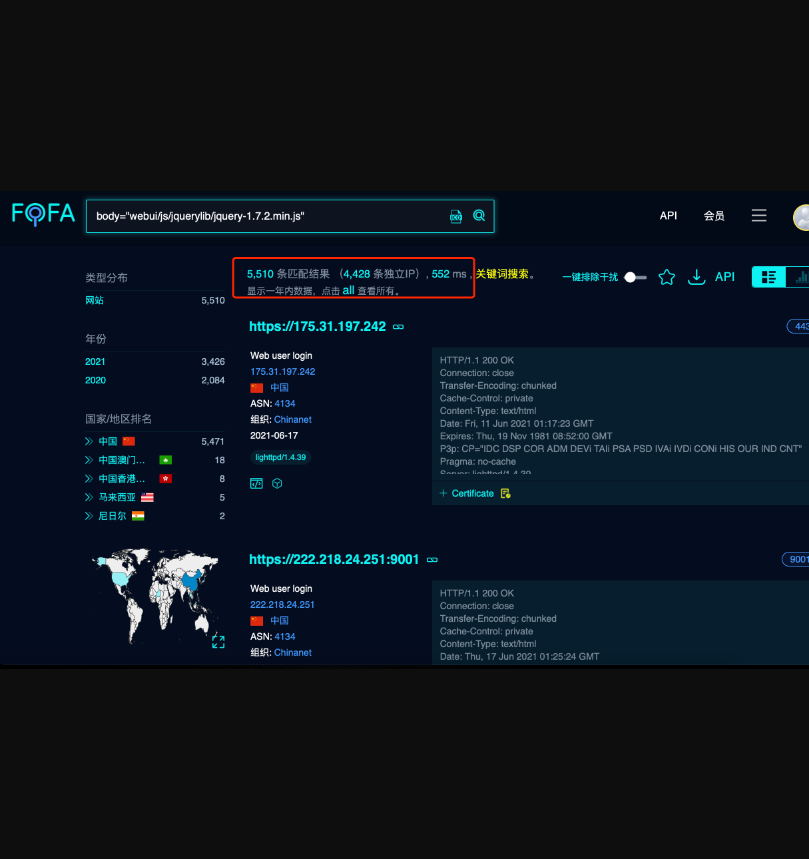 FOFA
body="webui/js/jquerylib/jquery-1.7.2.min.js"
API
会员
类型分布
网站 5,510
年份
2021 3,426
2020 2,084
国家/地区排名
中国 5,471
中国澳门... 18
中国香港... 8
马来西亚 5
尼日尔 2
5,510 条匹配结果 （4,428 条独立IP）, 552 ms , 关键词搜索。
显示一年内数据，点击 all 查看所有。
一键排除干扰
API
https://175.31.197.242
443
Web user login
175.31.197.242
中国
ASN: 4134
组织: Chinanet
2021-06-17
lighttpd/1.4.39
HTTP/1.1 200 OK
Connection: close
Transfer-Encoding: chunked
Cache-Control: private
Content-Type: text/html
Date: Fri, 11 Jun 2021 01:17:23 GMT
Expires: Thu, 19 Nov 1981 08:52:00 GMT
P3p: CP="IDC DSP COR ADM DEVi TAIi PSA PSD IVAi IVDi CONi HIS OUR IND CNT"
Pragma: no-cache
Server: lighttpd/1.4.39
+ Certificate
https://222.218.24.251:9001
9001
Web user login
222.218.24.251
中国
ASN: 4134
组织: Chinanet
HTTP/1.1 200 OK
Connection: close
Transfer-Encoding: chunked
Cache-Control: private
Content-Type: text/html
Date: Thu, 17 Jun 2021 01:25:24 GMT